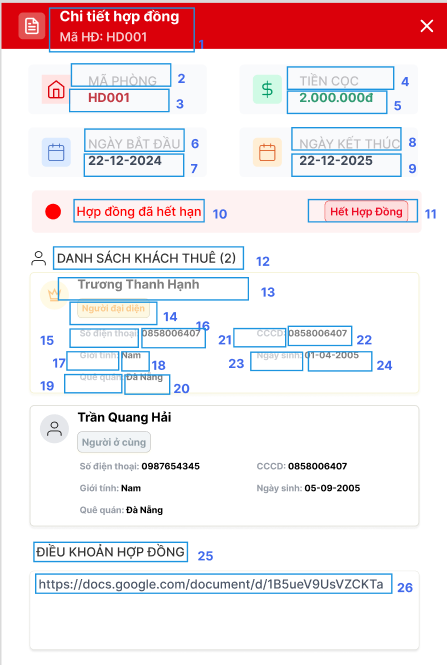 Chi tiết hợp đồng
Mã HĐ: HD001
1
MÃ PHÒNG 2
HD001 3
TIỀN CỌC 4
2.000.000đ 5
NGÀY BẮT ĐẦU 6
22-12-2024 7
NGÀY KẾT THÚC 8
22-12-2025 9
Hợp đồng đã hết hạn 10
Hết Hợp Đồng 11
DANH SÁCH KHÁCH THUÊ (2) 12
Trương Thanh Hạnh 13
Người đại diện 14
15 Số điện thoại: 0858006407 16
21 CCCD: 0858006407 22
17 Giới tính: Nam 18
23 Ngày sinh: 01-04-2005 24
19 Quê quán: Đà Nẵng 20
Trần Quang Hải
Người ở cùng
Số điện thoại: 0987654345
CCCD: 0858006407
Giới tính: Nam
Ngày sinh: 05-09-2005
Quê quán: Đà Nẵng
ĐIỀU KHOẢN HỢP ĐỒNG 25
https://docs.google.com/document/d/1B5ueV9UsVZCKTa 26